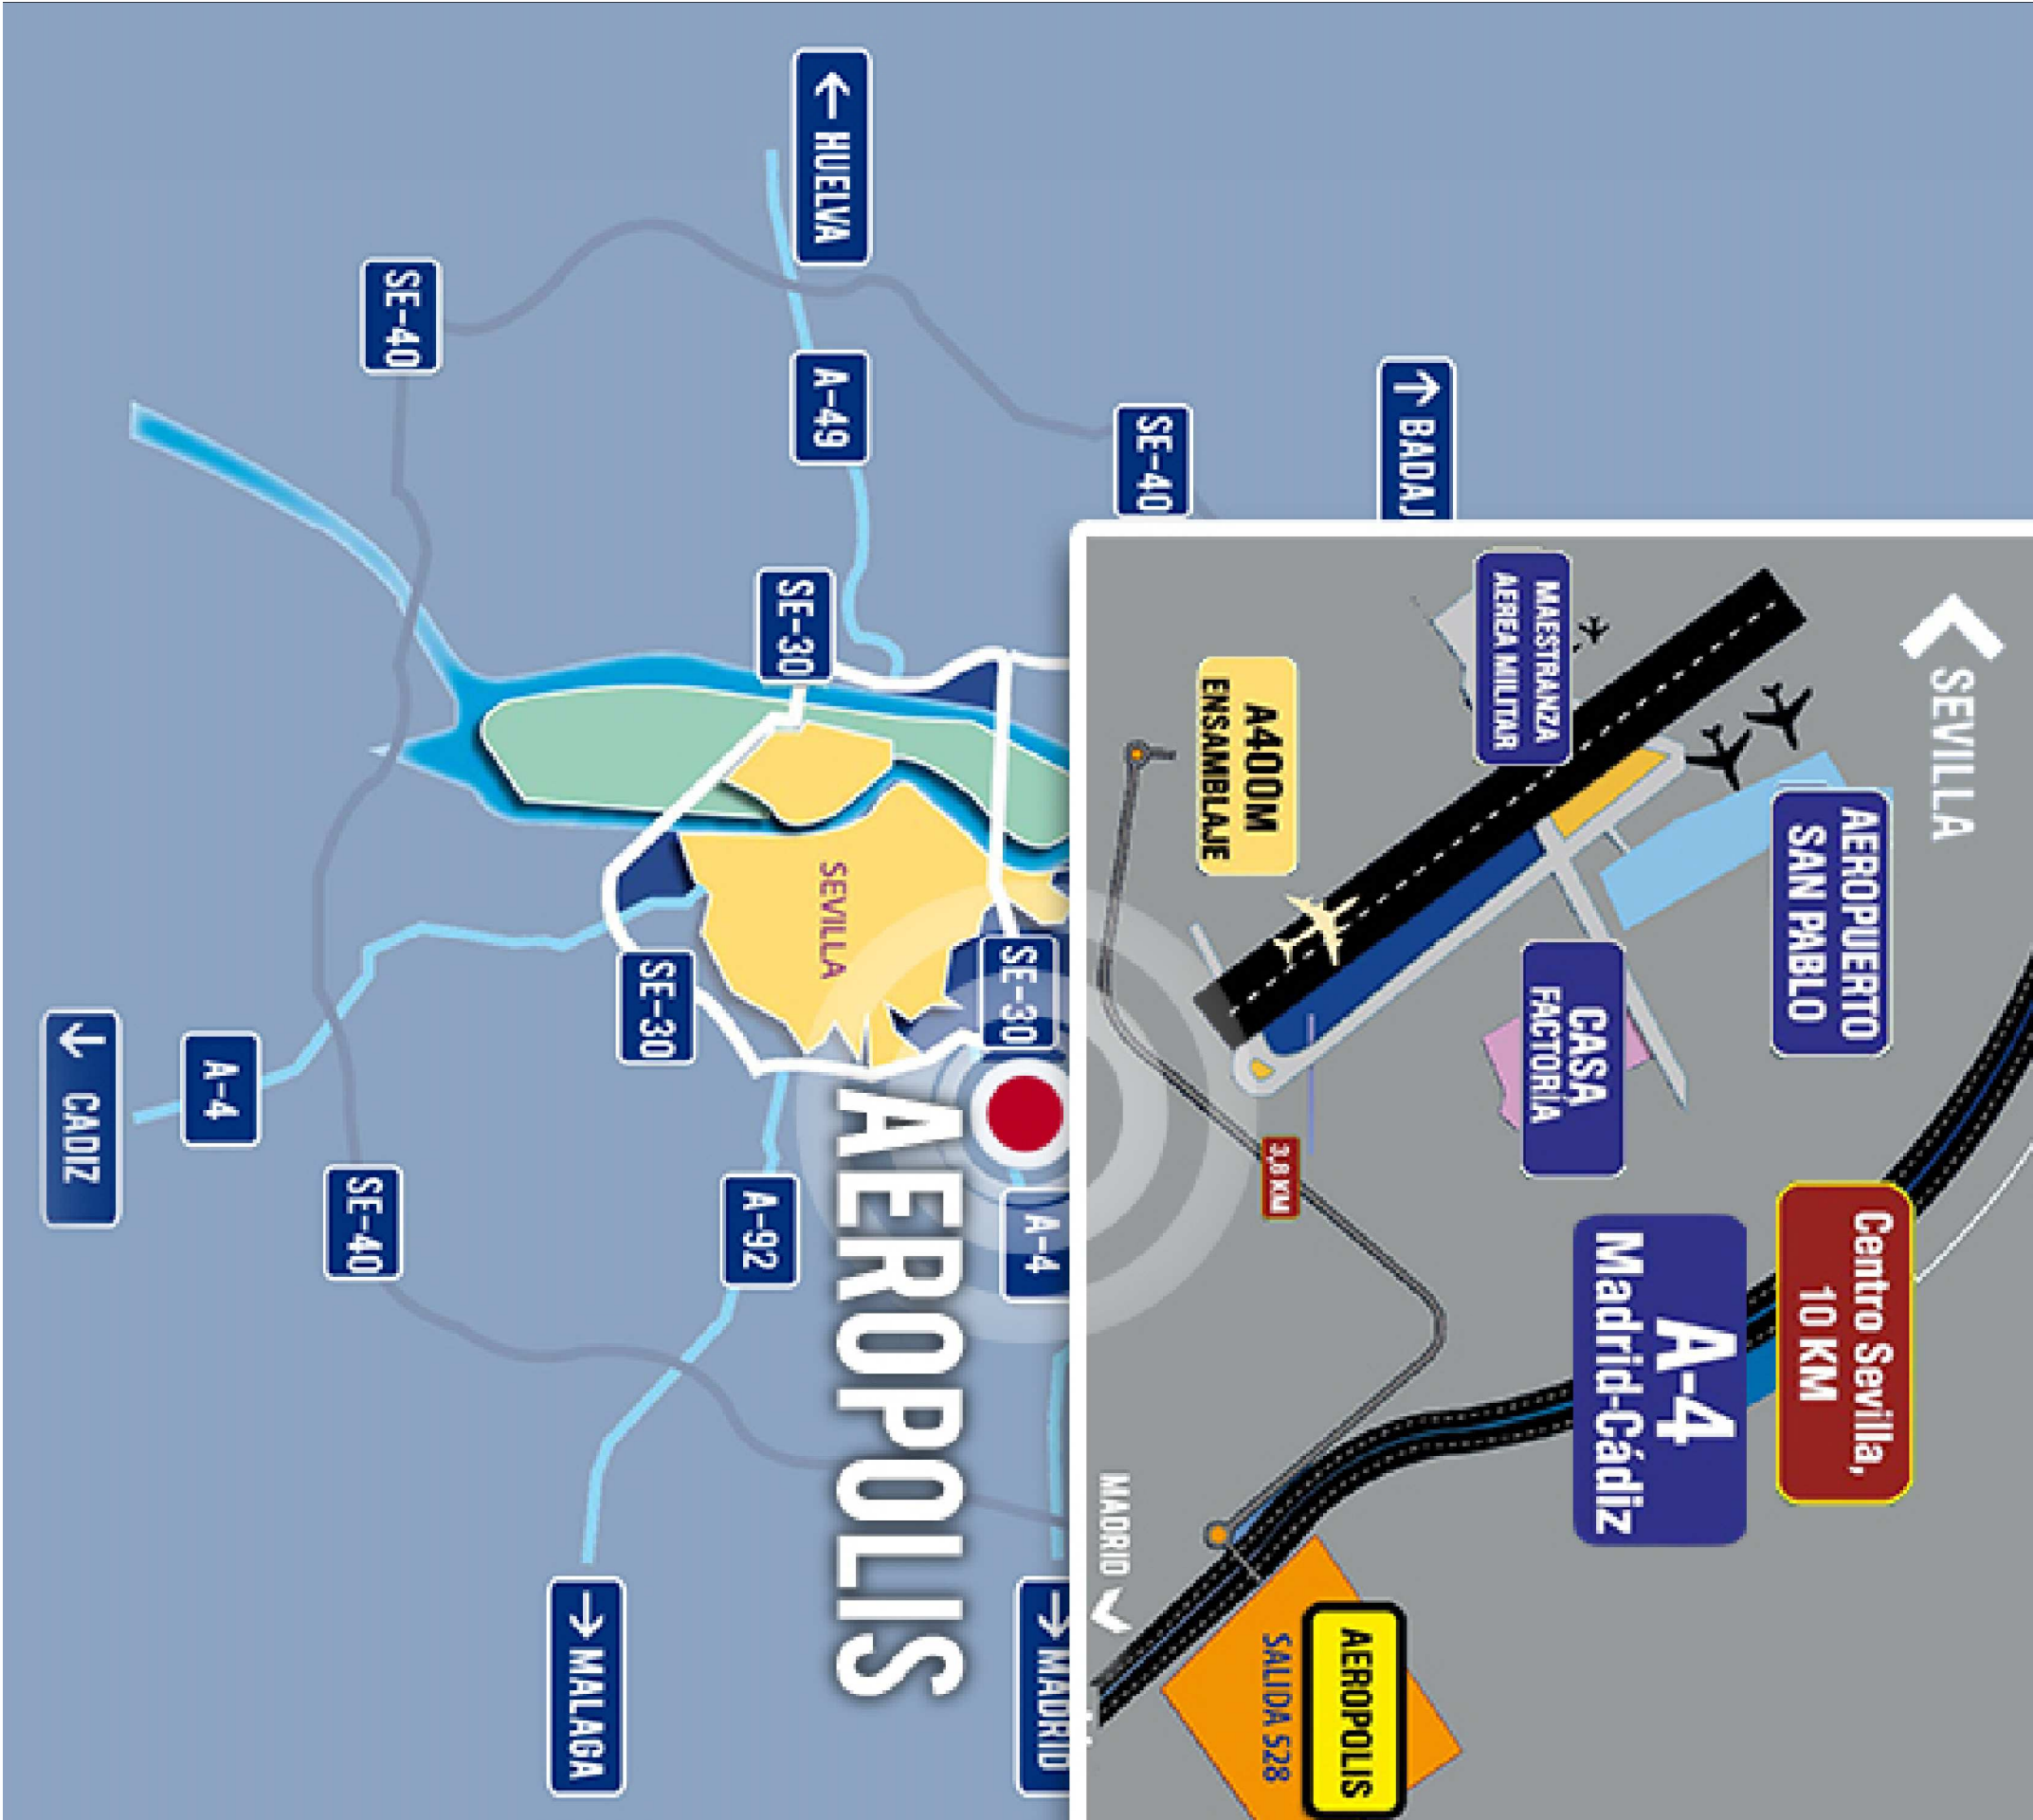 SEVILLA
AEROPUERTO
SAN PABLO
Centro Sevilla,
10 KM
A-4
Madrid-Cádiz
CASA
FACTORÍA
MAESTRANZA
AEREA MILITAR
AEROPOLIS
SALIDA 528
3,8 KM
A400M
ENSAMBLAJE
MADRID
BADAJ
SE-40
SE-30
A-4
MADRID
AEROPOLIS
HUELVA
A-49
SEVILLA
SE-30
A-92
SE-30
MALAGA
SE-40
SE-40
A-4
CADIZ